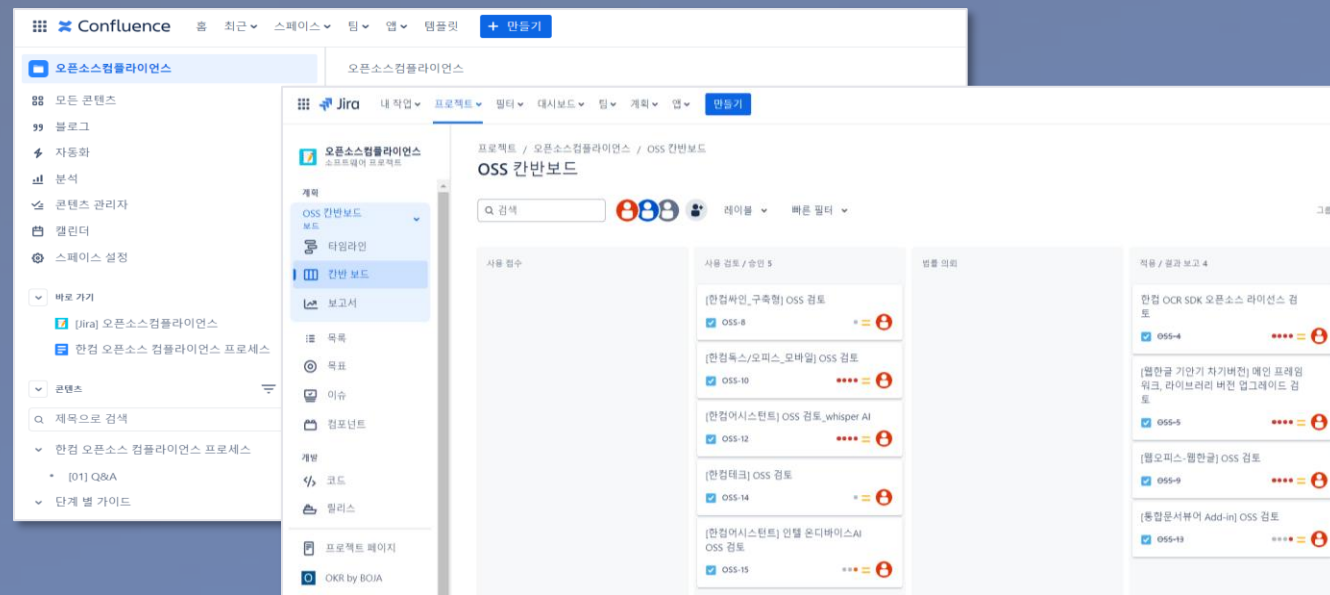 Confluence 홈 최근 스페이스 팀 앱 템플릿 + 만들기
오픈소스컴플라이언스
오픈소스컴플라이언스
모든 콘텐츠
블로그
자동화
분석
콘텐츠 관리자
캘린더
스페이스 설정
바로 가기
[Jira] 오픈소스컴플라이언스
한컴 오픈소스 컴플라이언스 프로세스
콘텐츠
제목으로 검색
한컴 오픈소스 컴플라이언스 프로세스
• [01] Q&A
단계 별 가이드
Jira 내 작업 프로젝트 필터 대시보드 팀 계획 앱 만들기
오픈소스컴플라이언스
소프트웨어 프로젝트
계획
OSS 칸반보드
보드
타임라인
칸반 보드
보고서
목록
목표
이슈
컴포넌트
개발
코드
릴리스
프로젝트 페이지
OKR by BOJA
프로젝트 / 오픈소스컴플라이언스 / OSS 칸반보드
OSS 칸반보드
검색 레이블 빠른 필터
사용 접수
사용 검토 / 승인 5
[한컴싸인_구축형] OSS 검토
OSS-8
[한컴독스/오피스_모바일] OSS 검토
OSS-10
[한컴어시스턴트] OSS 검토_whisper AI
OSS-12
[한컴테크] OSS 검토
OSS-14
[한컴어시스턴트] 인텔 온디바이스AI
OSS 검토
OSS-15
법률 의뢰
적용 / 결과 보고 4
한컴 OCR SDK 오픈소스 라이선스 검
토
OSS-4
[웹한글 기안기 차기버전] 메인 프레임
워크, 라이브러리 버전 업그레이드 검
토
OSS-5
[웹오피스-웹한글] OSS 검토
OSS-9
[통합문서뷰어 Add-in] OSS 검토
OSS-13